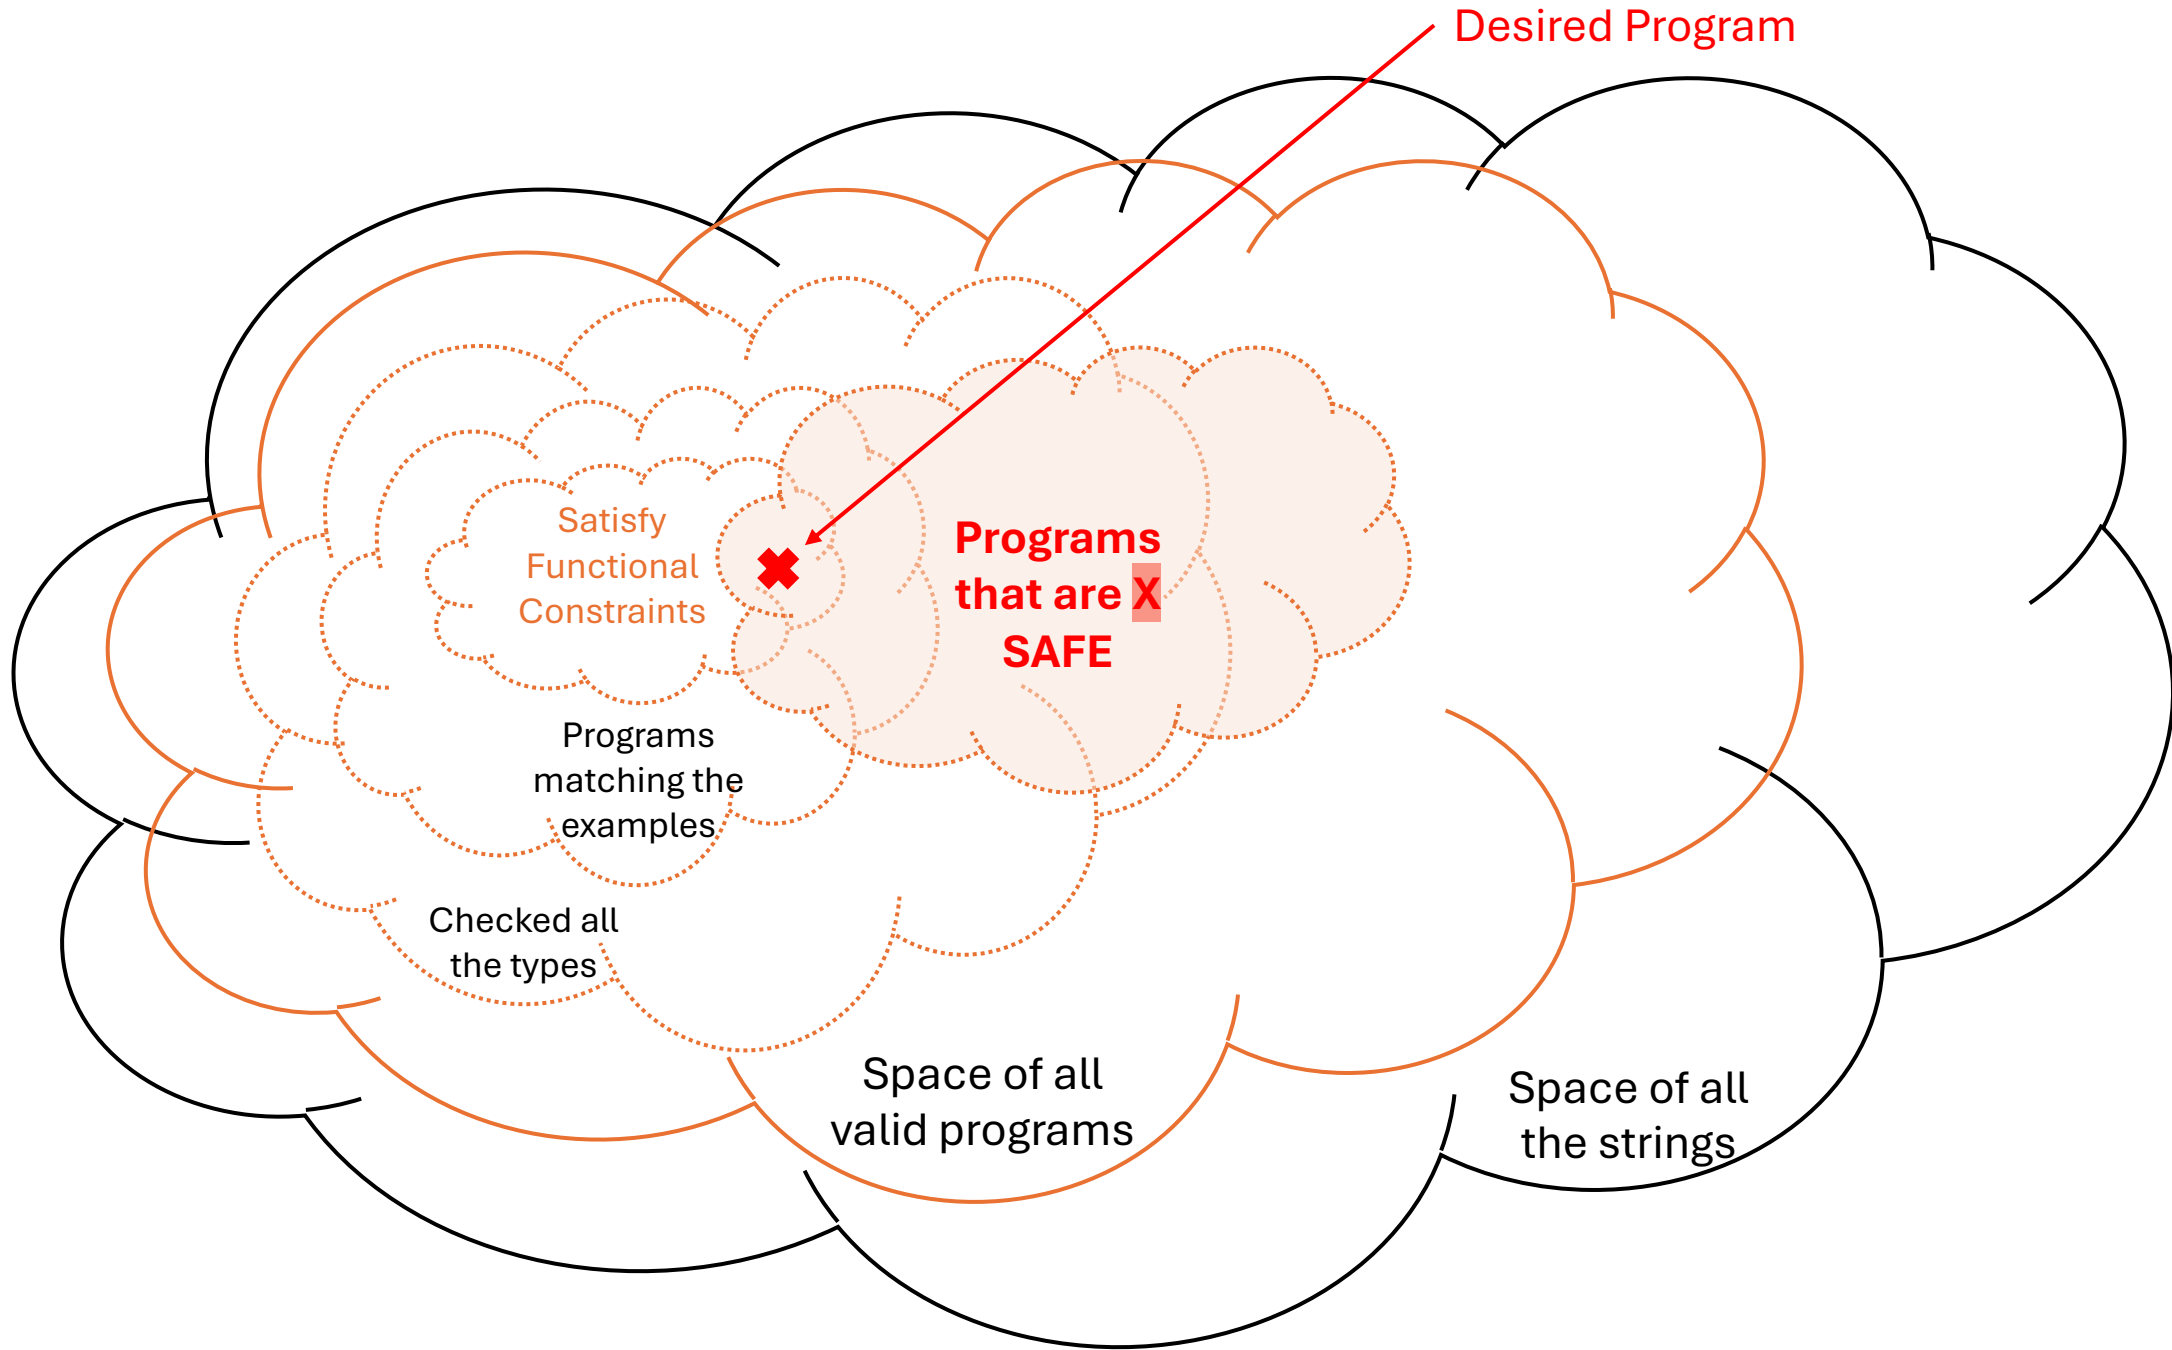 Desired Program
Satisfy
Functional
Constraints
Programs
that are X
SAFE
Programs
matching the
examples
Checked all
the types
Space of all
valid programs
Space of all
the strings